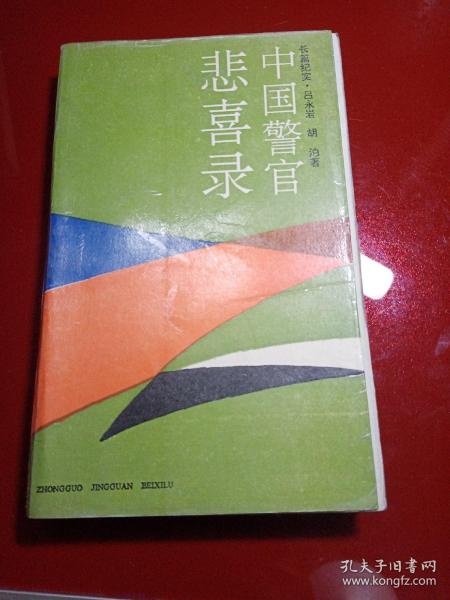 长篇纪实·吕永岩 胡泊著
中国警官
悲喜录
ZHONGGUO JINGGUAN BEIXILU
孔夫子旧书网
www.kongfz.com